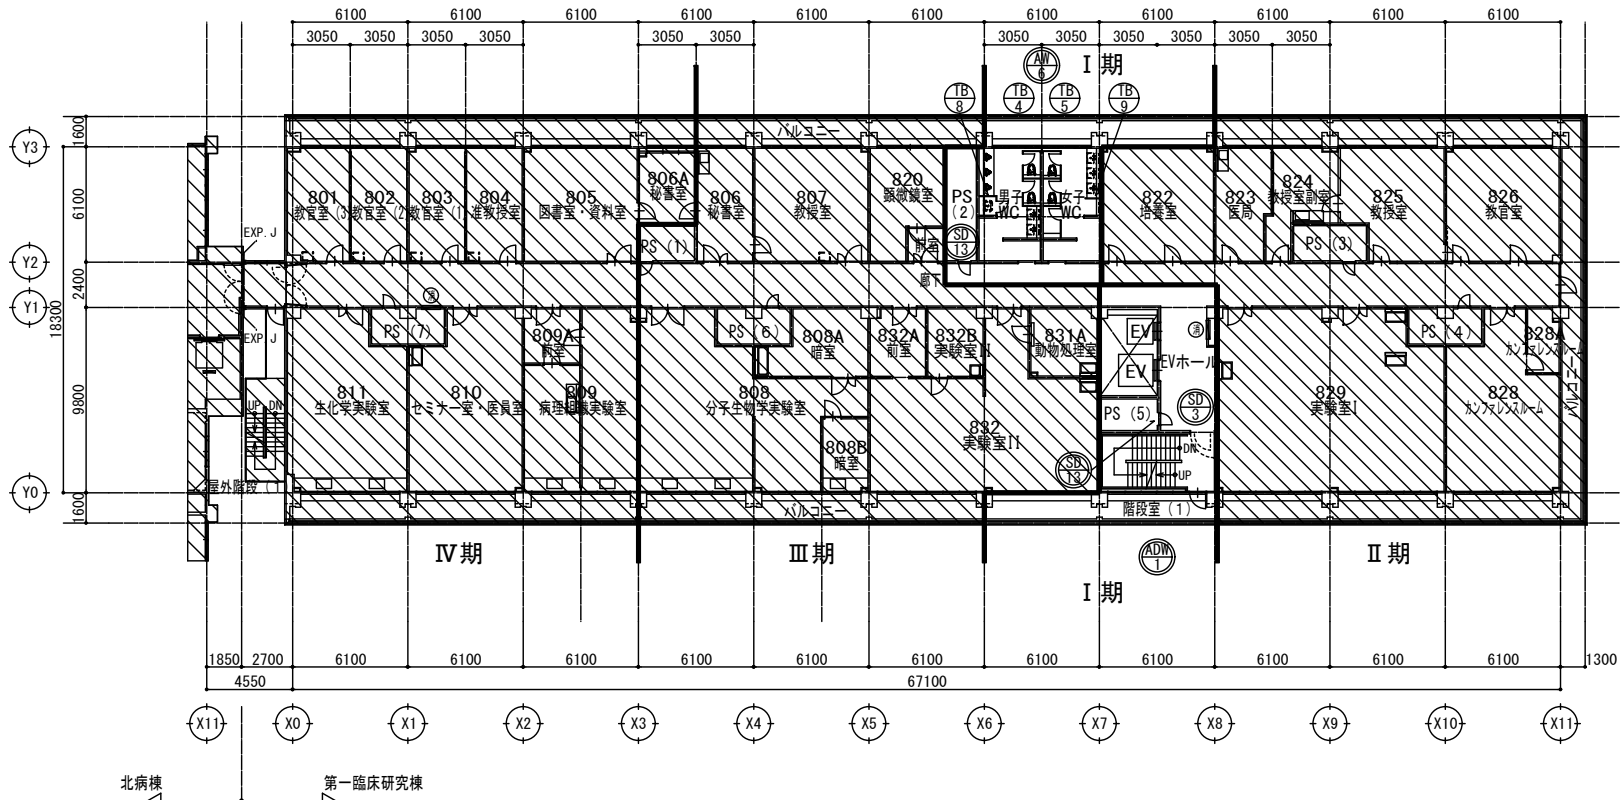 6100 6100 6100 6100 6100 6100 6100 6100 6100 6100 6100
3050 3050 3050 3050 3050 3050 3050 3050 3050 3050 3050 3050
AW
6
I 期
TB
8
TB
4
TB
5
TB
9
1600
バルコニー
Y3
6100
801
教官室(3)
802
教官室(2)
803
教官室(1)
804
准教授室
805
図書室・資料室
806A
秘書室
806
秘書室
807
教授室
820
顕微鏡室
PS
(2)
男子
WC
女子
WC
822
培養室
823
医局
824
教授室副室
825
教授室
826
教官室
EXP.J
PS (1)
前室
SD
13
PS (3)
Y2
2400
廊下
消
Y1
18300
EXP.J
PS (7)
809A
前室
PS (6)
808A
暗室
832A
前室
832B
実験室II
831A
動物処理室
EV
EV
消
EVホール
PS (4)
828A
カンファレンスルーム
9800
UP DN
811
生化学実験室
810
セミナー室・医員室
809
病理組織実験室
808
分子生物学実験室
808B
暗室
832
実験室II
PS (5)
SD
3
829
実験室I
828
カンファレンスルーム
バルコニー
SD
13
DN
UP
Y0
屋外階段(1)
1600
バルコニー
階段室(1)
IV期
III期
ADW
1
II期
I 期
1850 2700 6100 6100 6100 6100 6100 6100 6100 6100 6100 6100 6100 1300
4550 67100
X11 X0 X1 X2 X3 X4 X5 X6 X7 X8 X9 X10 X11
北病棟 第一臨床研究棟